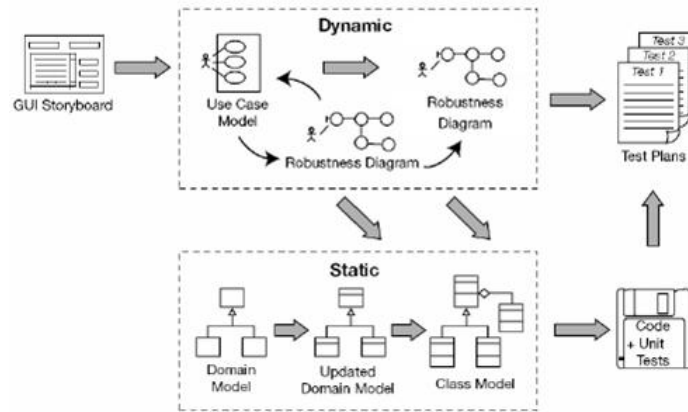 Dynamic
GUI Storyboard
Use Case
Model
Robustness Diagram
Robustness
Diagram
Test 3
Test 2
Test 1
Test Plans
Static
Domain
Model
Updated
Domain Model
Class Model
Code
+ Unit
Tests